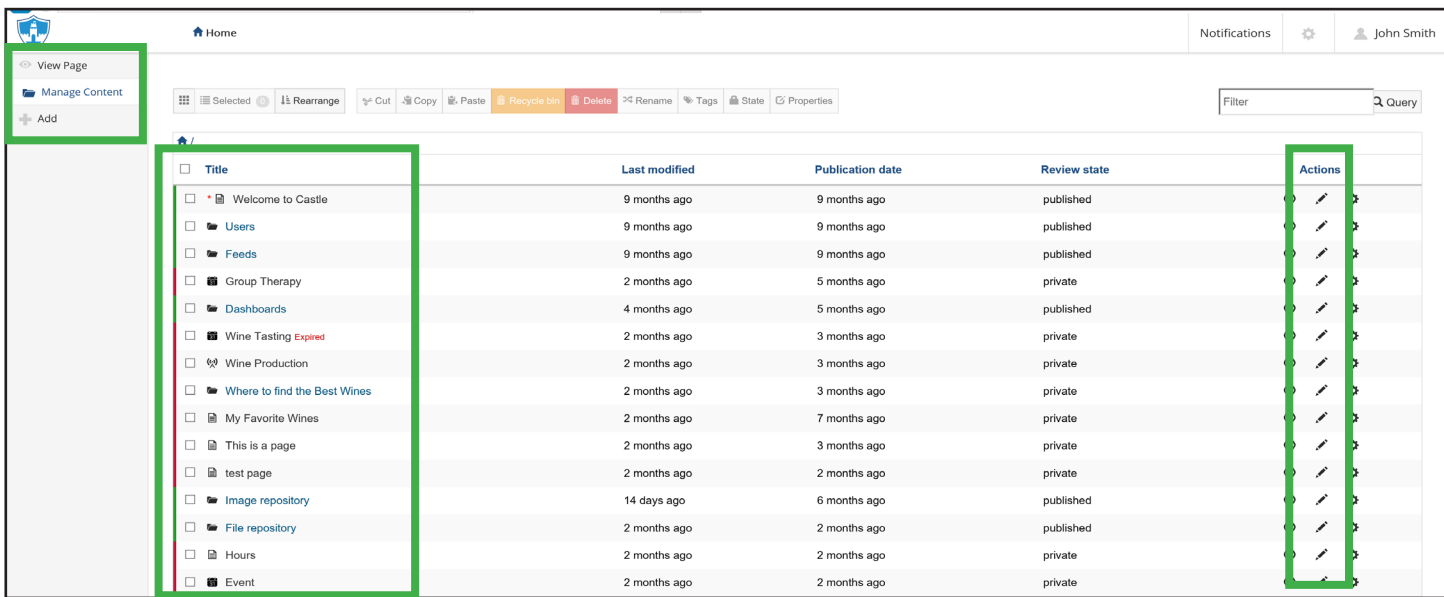 Home
Notifications
John Smith
View Page
Manage Content
Add
Selected 0 Rearrange Cut Copy Paste Recycle bin Delete Rename Tags State Properties
Filter Query
/
Title Last modified Publication date Review state Actions
* Welcome to Castle 9 months ago 9 months ago published
Users 9 months ago 9 months ago published
Feeds 9 months ago 9 months ago published
Group Therapy 2 months ago 5 months ago private
Dashboards 4 months ago 5 months ago published
Wine Tasting Expired 2 months ago 3 months ago private
Wine Production 2 months ago 3 months ago private
Where to find the Best Wines 2 months ago 3 months ago private
My Favorite Wines 2 months ago 7 months ago private
This is a page 2 months ago 3 months ago private
test page 2 months ago 2 months ago private
Image repository 14 days ago 6 months ago published
File repository 2 months ago 2 months ago published
Hours 2 months ago 2 months ago private
Event 2 months ago 2 months ago private